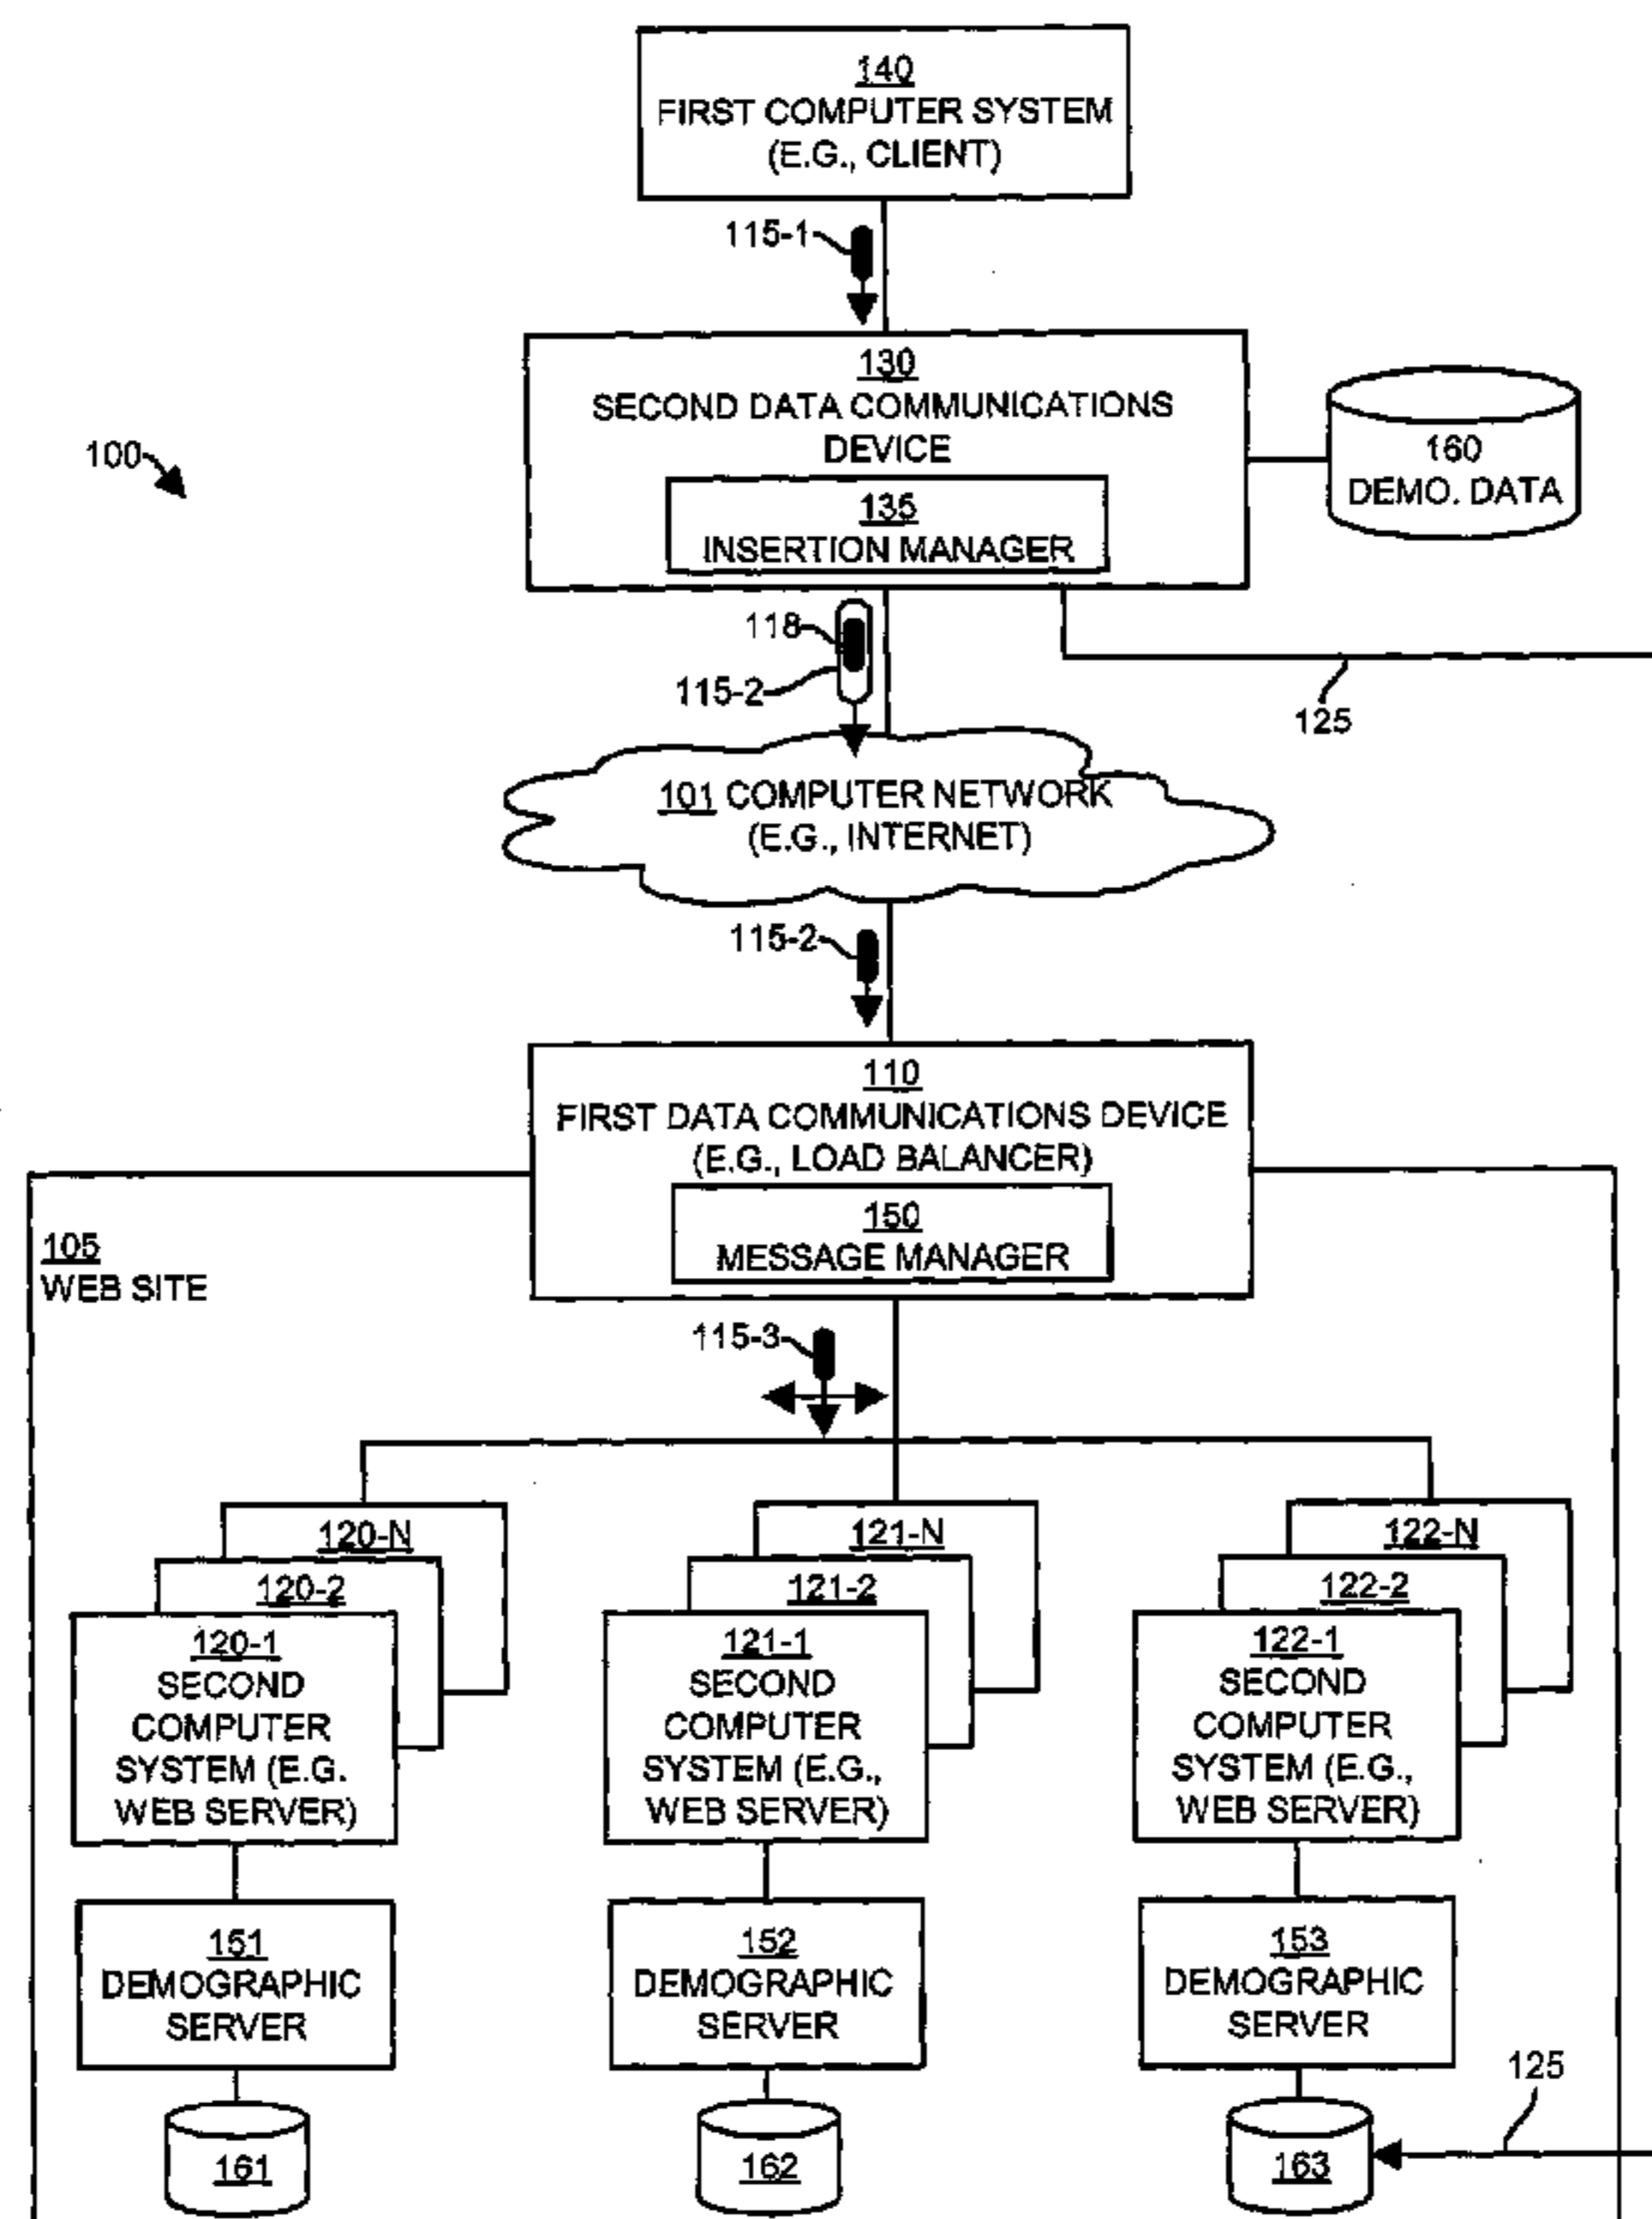 140
FIRST COMPUTER SYSTEM
(E.G., CLIENT)
115-1
130
SECOND DATA COMMUNICATIONS
DEVICE
135
INSERTION MANAGER
160
DEMO. DATA
100
118
115-2
125
101 COMPUTER NETWORK
(E.G., INTERNET)
115-2
110
FIRST DATA COMMUNICATIONS DEVICE
(E.G., LOAD BALANCER)
150
MESSAGE MANAGER
105
WEB SITE
115-3
120-N
120-2
120-1
SECOND
COMPUTER
SYSTEM (E.G.
WEB SERVER)
121-N
121-2
121-1
SECOND
COMPUTER
SYSTEM (E.G.,
WEB SERVER)
122-N
122-2
122-1
SECOND
COMPUTER
SYSTEM (E.G.,
WEB SERVER)
151
DEMOGRAPHIC
SERVER
152
DEMOGRAPHIC
SERVER
153
DEMOGRAPHIC
SERVER
125
161
162
163